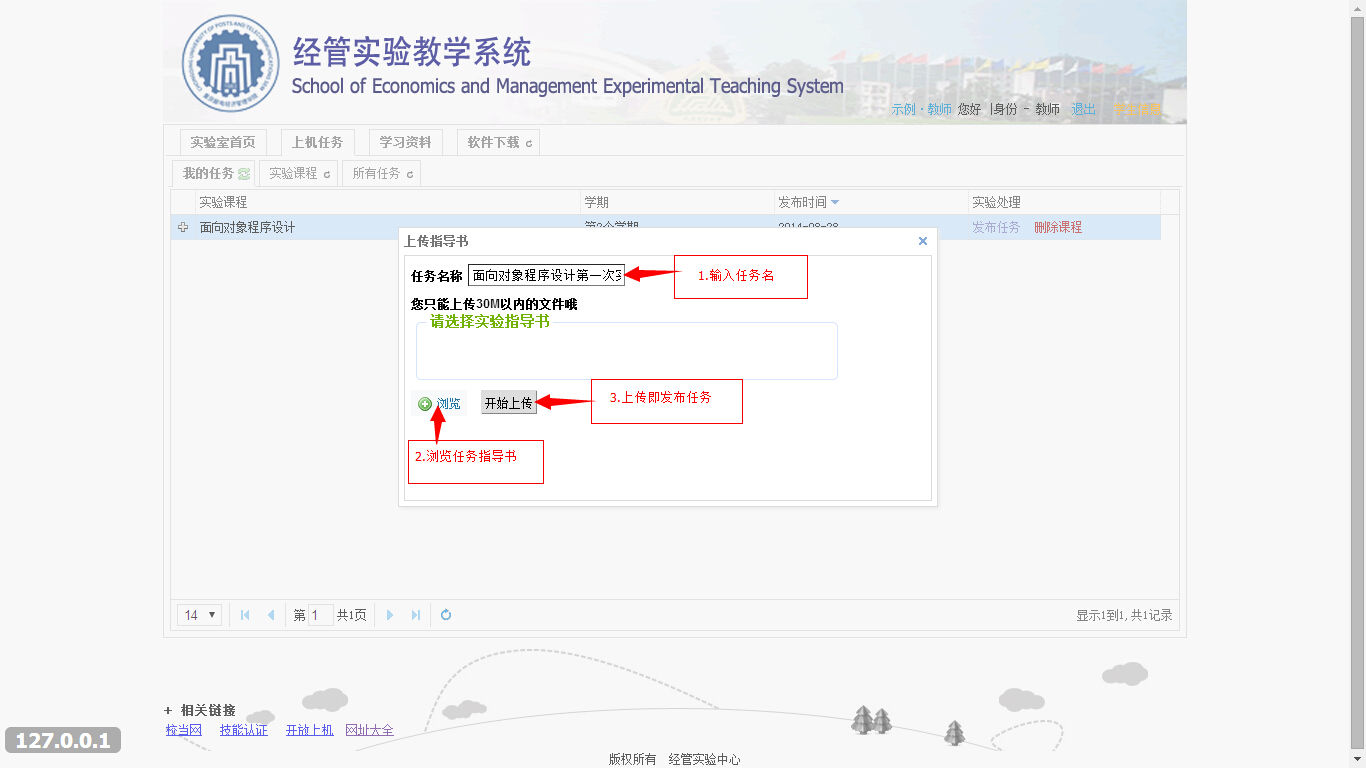 经管实验教学系统
School of Economics and Management Experimental Teaching System
示例·教师 您好 |身份 - 教师 退出
实验室首页 上机任务 学习资料 软件下载
我的任务 实验课程 所有任务
实验课程 学期 发布时间 实验处理
面向对象程序设计 第2个学期 2014-08-28 发布任务 删除课程
上传指导书
任务名称 面向对象程序设计第一次实
1.输入任务名
您只能上传30M以内的文件哦
请选择实验指导书
浏览 开始上传
3.上传即发布任务
2.浏览任务指导书
14 第 1 共1页 显示1到1,共1记录
+ 相关链接
技能认证 开放上机 网址大全
127.0.0.1
版权所有 经管实验中心